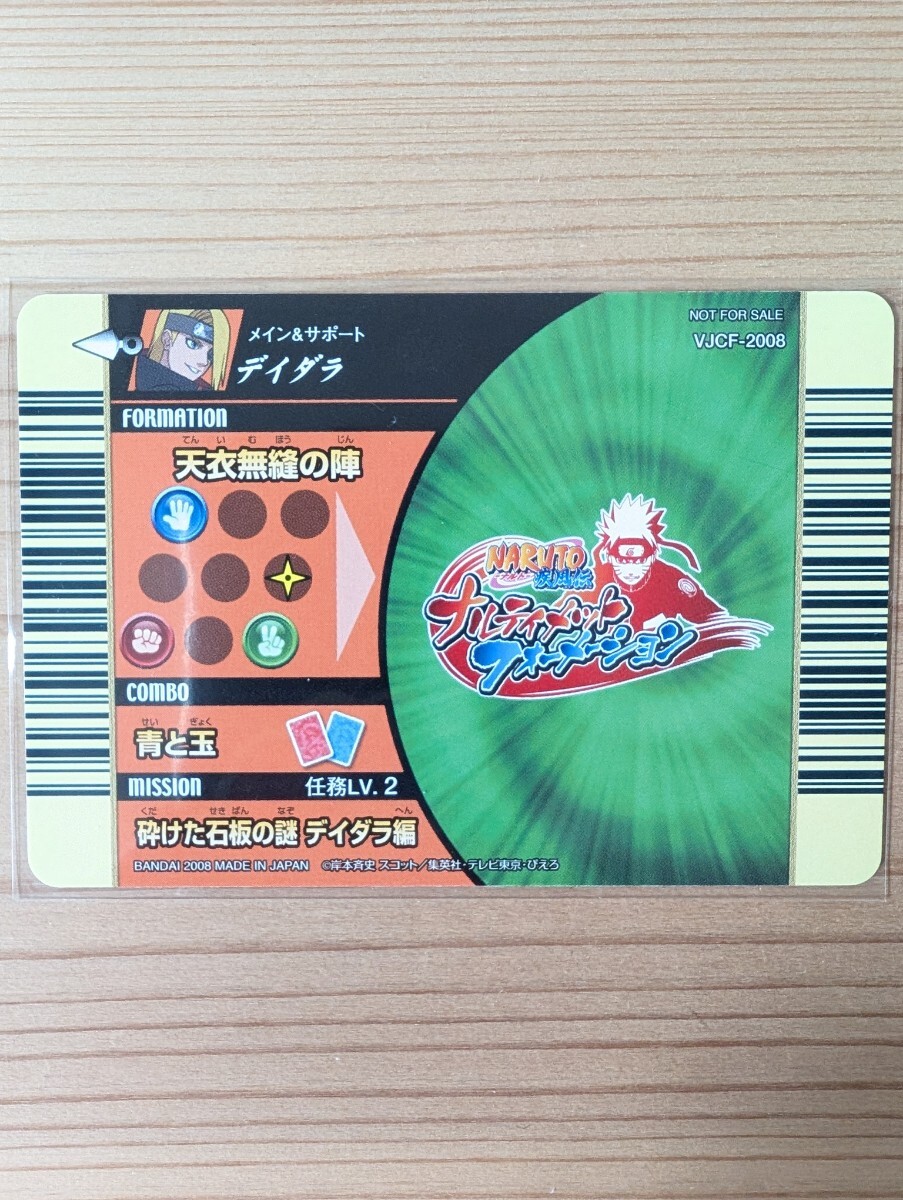 メイン&サポート
デイダラ
NOT FOR SALE
VJCF-2008
FORMATION
てんいむほう じん
天衣無縫の陣
NARUTO
ナルト
疾風伝
ナルティメット
フォーメーション
COMBO
せい ぎょく
青と玉
MISSION 任務LV. 2
くだ せきばん なぞ へん
砕けた石板の謎 デイダラ編
BANDAI 2008 MADE IN JAPAN ©岸本斉史 スコット/集英社・テレビ東京・ぴえろ